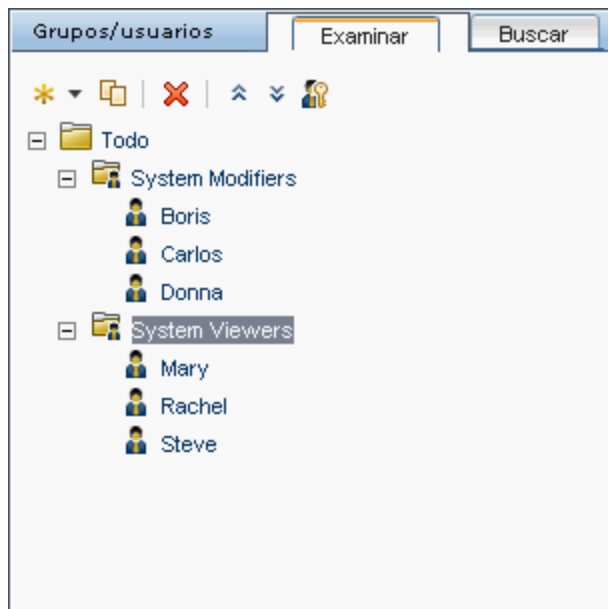 Grupos/usuarios Examinar Buscar
Todo
System Modifiers
Boris
Carlos
Donna
System Viewers
Mary
Rachel
Steve